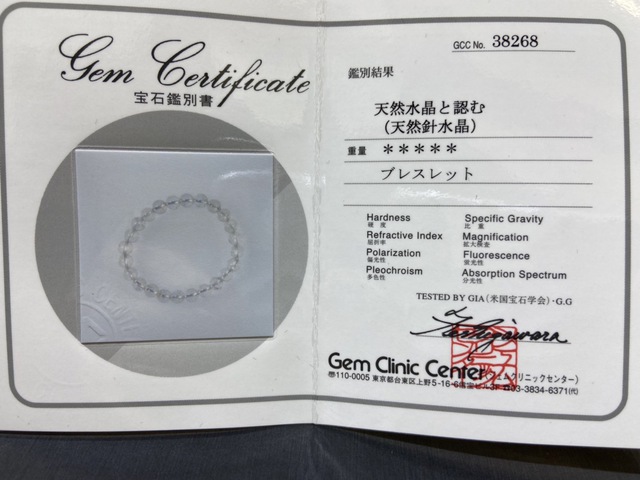 Gem Certificate
宝石鑑別書
GCC No. 38268
鑑別結果
天然水晶と認む
(天然針水晶)
重量 *****
ブレスレット
Hardness
硬度
Specific Gravity
比重
Refractive Index
屈折率
Magnification
拡大検査
Polarization
偏光性
Fluorescence
蛍光性
Pleochroism
多色性
Absorption Spectrum
分光性
TESTED BY GIA(米国宝石学会)・G.G
Gem Clinic Center
〒110-0005 東京都台東区上野5-16-6 ☎03-3834-6371(代)